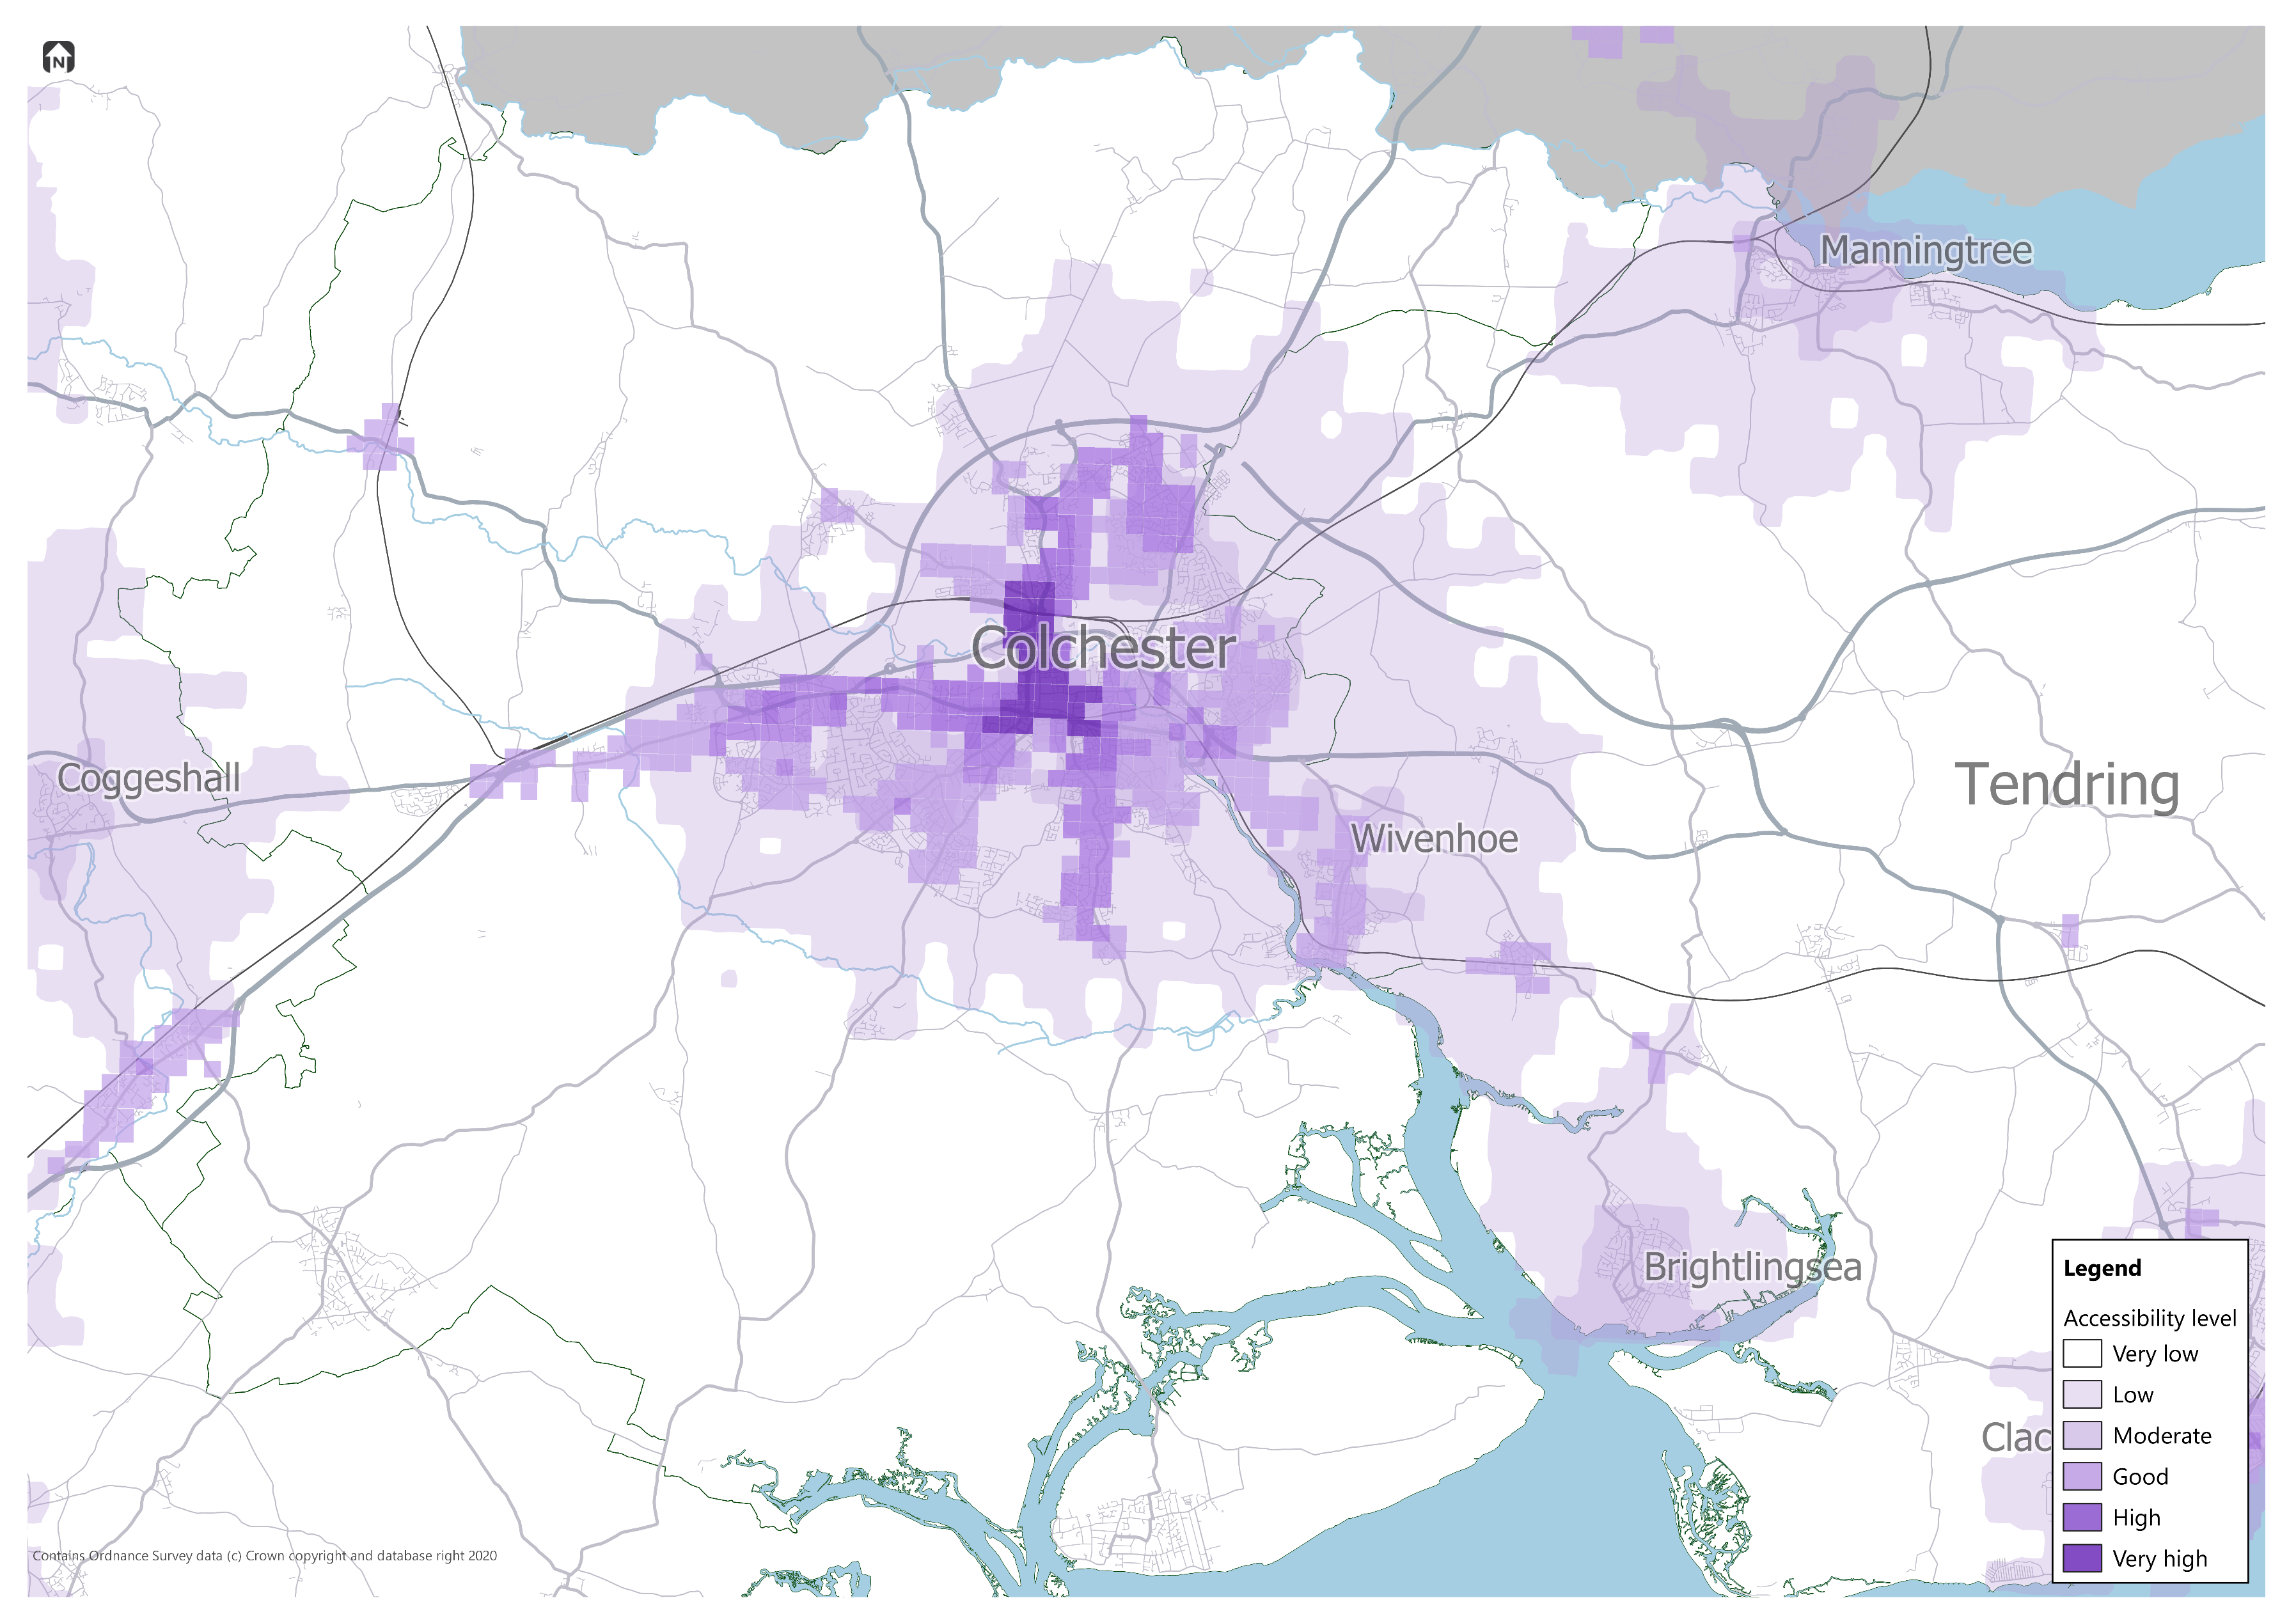 N
Manningtree
Colchester
Coggeshall
Tendring
Wivenhoe
Brightlingsea
Clac
Legend
Accessibility level
Very low
Low
Moderate
Good
High
Very high
Contains Ordnance Survey data (c) Crown copyright and database right 2020